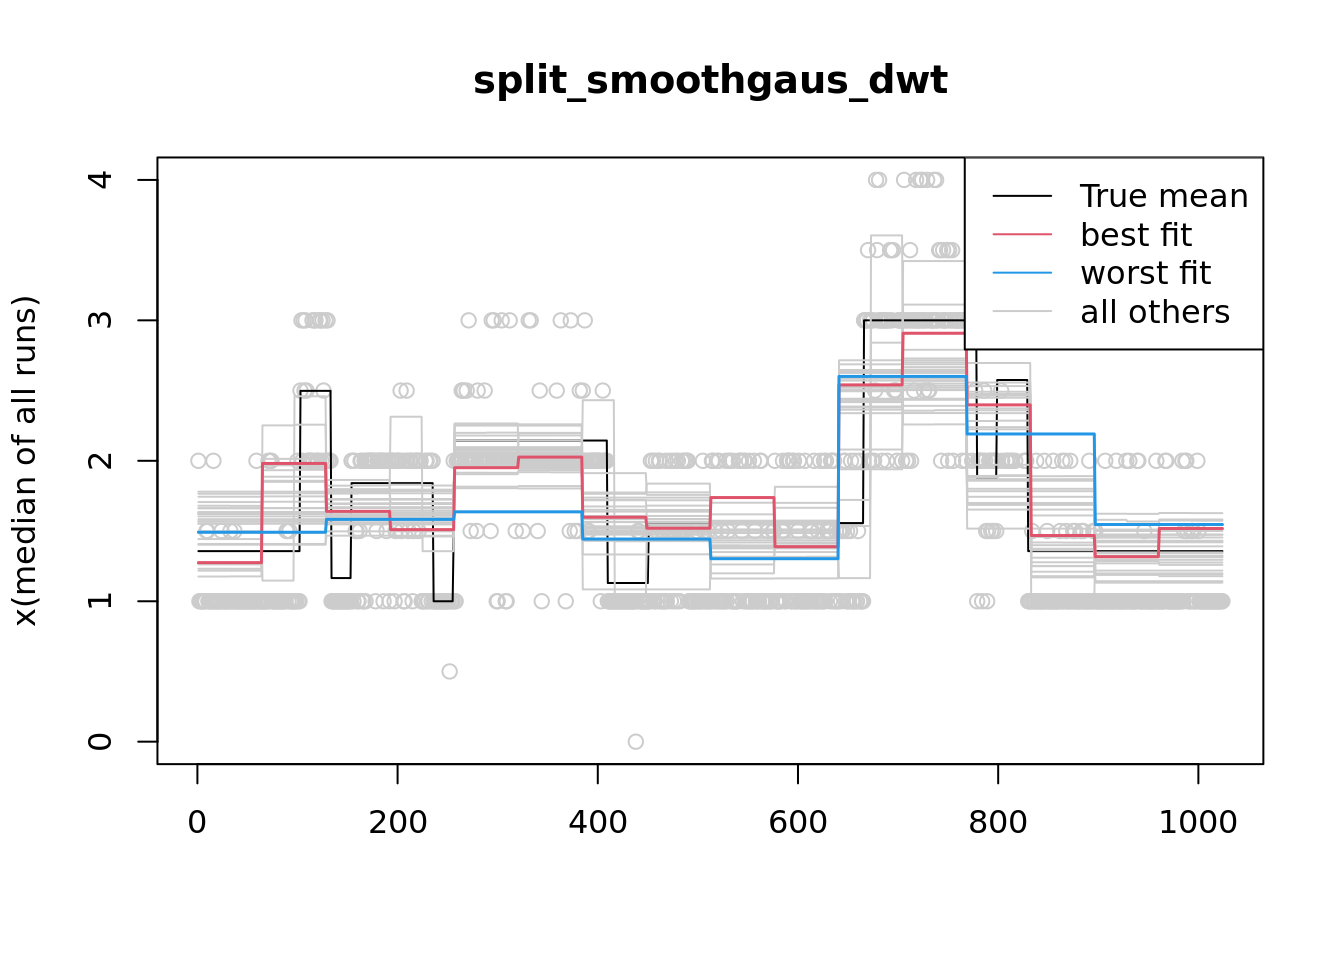 split_smoothgaus_dwt
x(median of all runs)
4
3
2
1
0
True mean
best fit
worst fit
all others
0 200 400 600 800 1000